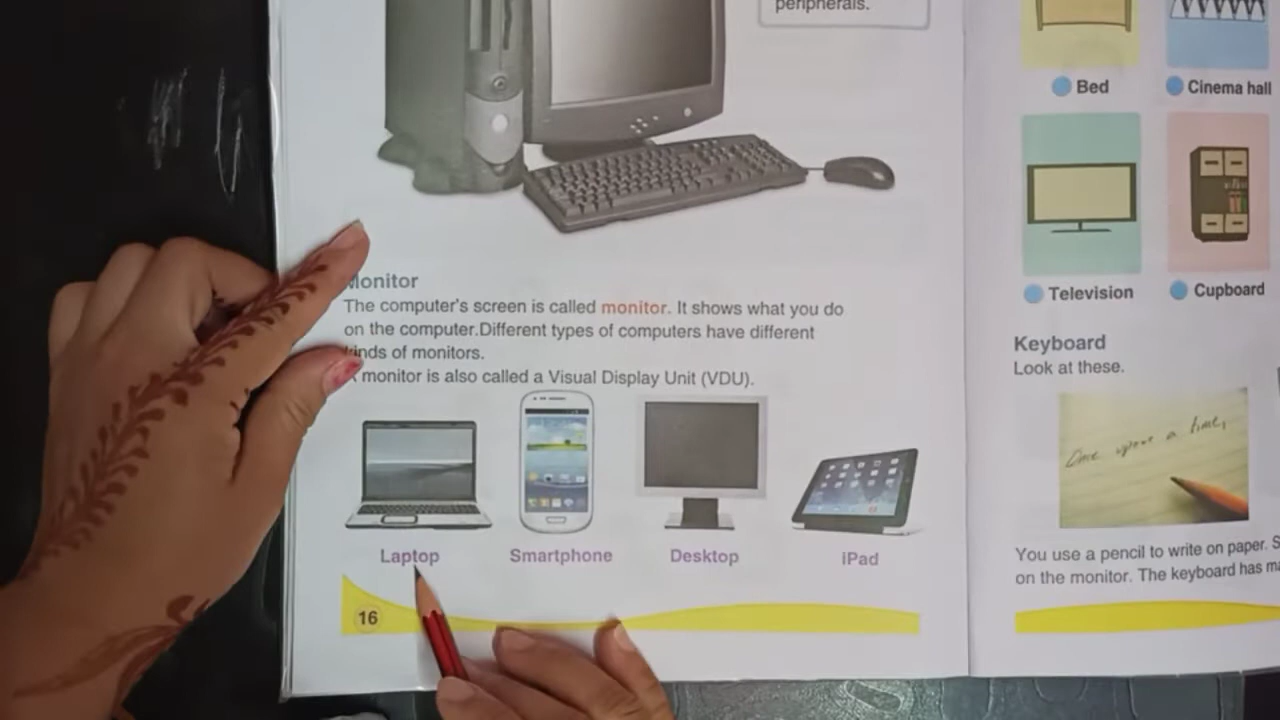 peripherals.
Monitor
The computer's screen is called monitor. It shows what you do
on the computer.Different types of computers have different
kinds of monitors.
A monitor is also called a Visual Display Unit (VDU).
Laptop Smartphone Desktop iPad
16
Bed Cinema hall
Television Cupboard
Keyboard
Look at these.
Once upon a time,
You use a pencil to write on paper.
on the monitor. The keyboard has